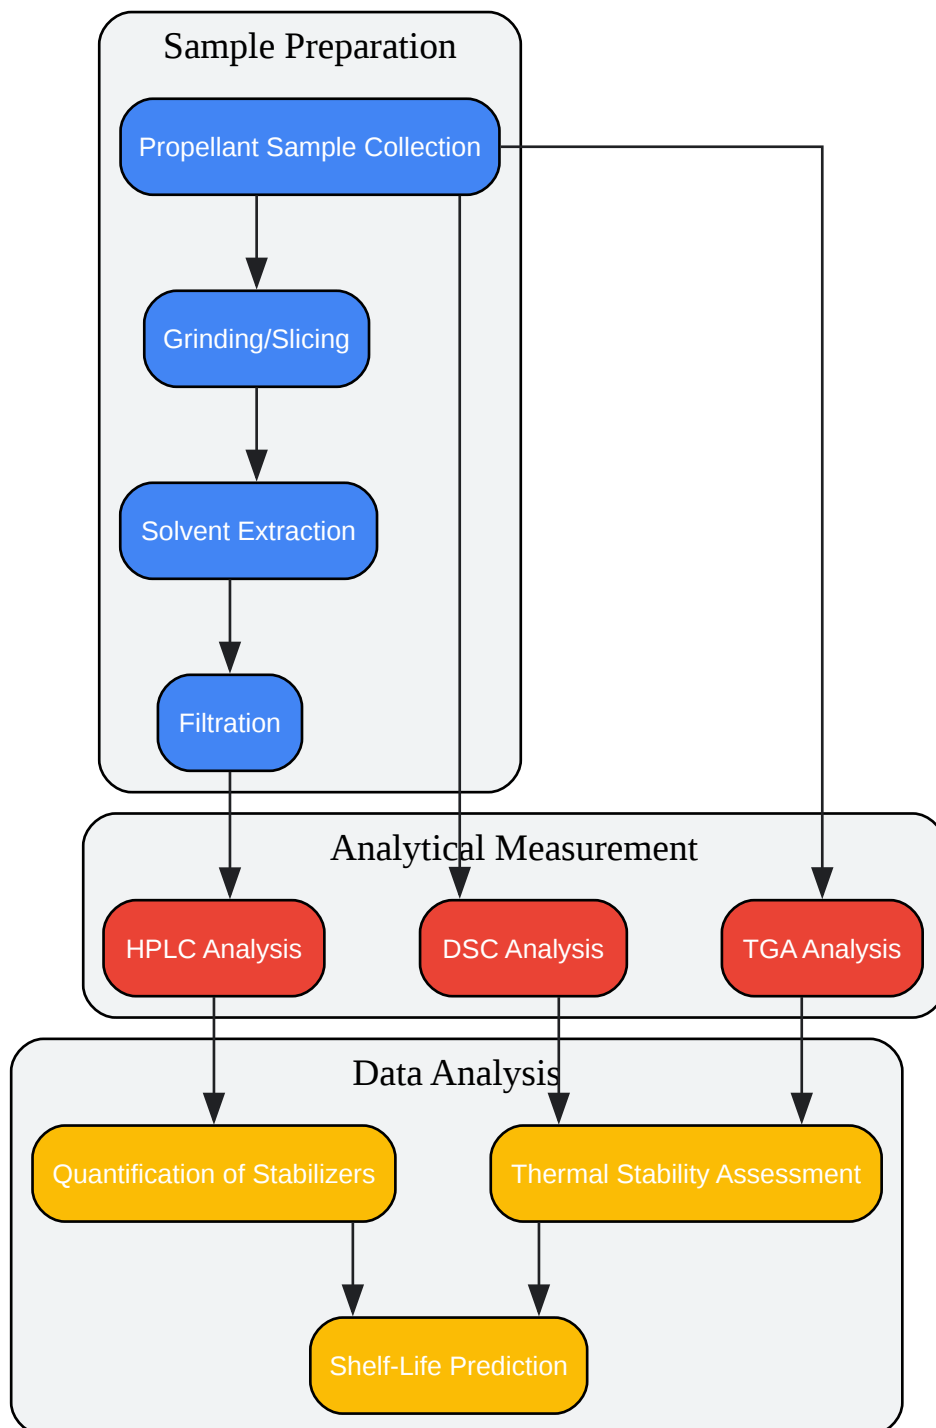 Sample Preparation
Propellant Sample Collection
Grinding/Slicing
Solvent Extraction
Filtration
Analytical Measurement
HPLC Analysis
DSC Analysis
TGA Analysis
Data Analysis
Quantification of Stabilizers
Thermal Stability Assessment
Shelf-Life Prediction